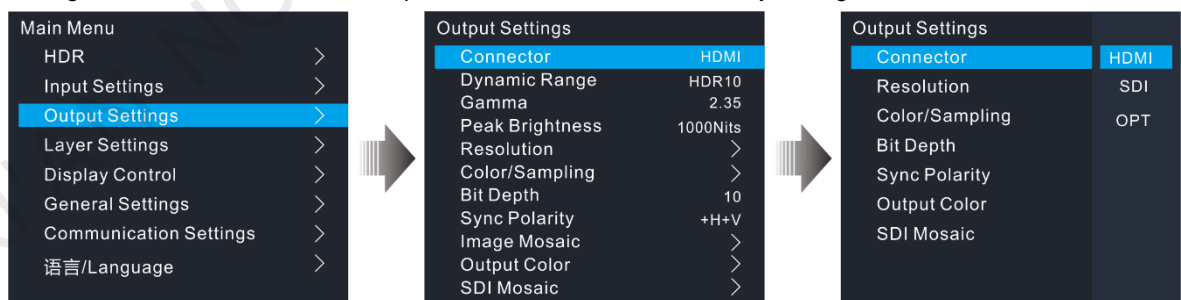 Main Menu
HDR >
Input Settings >
Output Settings >
Layer Settings >
Display Control >
General Settings >
Communication Settings >
语言/Language >
Output Settings
Connector HDMI
Dynamic Range HDR10
Gamma 2.35
Peak Brightness 1000Nits
Resolution >
Color/Sampling >
Bit Depth 10
Sync Polarity +H+V
Image Mosaic >
Output Color >
SDI Mosaic >
Output Settings
Connector HDMI
Resolution SDI
Color/Sampling OPT
Bit Depth
Sync Polarity
Output Color
SDI Mosaic